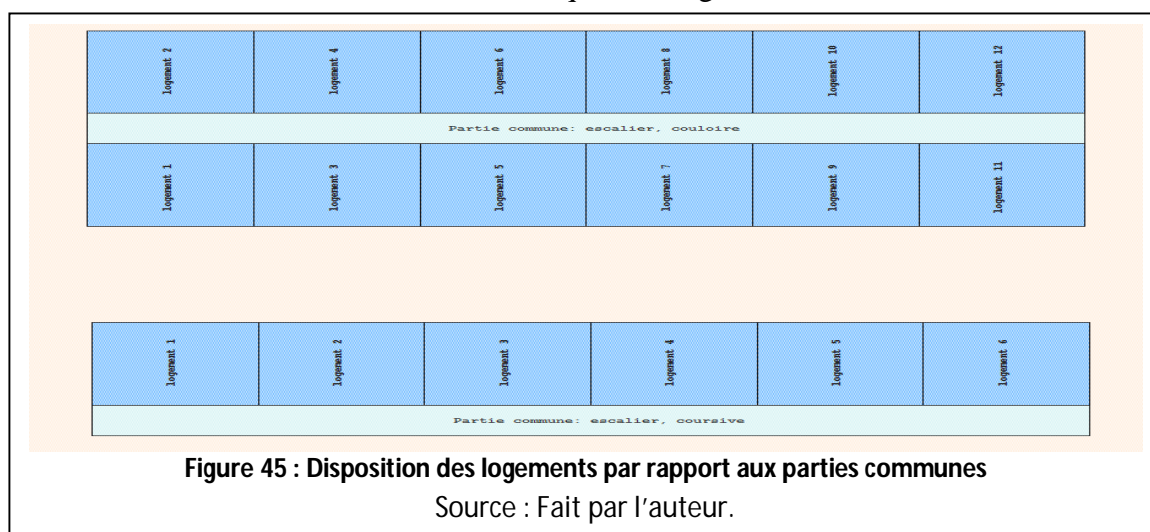 logement 2
logement 4
logement 6
logement 8
logement 10
logement 12
Partie commune: escalier, couloire
logement 1
logement 3
logement 5
logement 7
logement 9
logement 11
logement 1
logement 2
logement 3
logement 4
logement 5
logement 6
Partie commune: escalier, coursive
Figure 45 : Disposition des logements par rapport aux parties communes
Source : Fait par l’auteur.